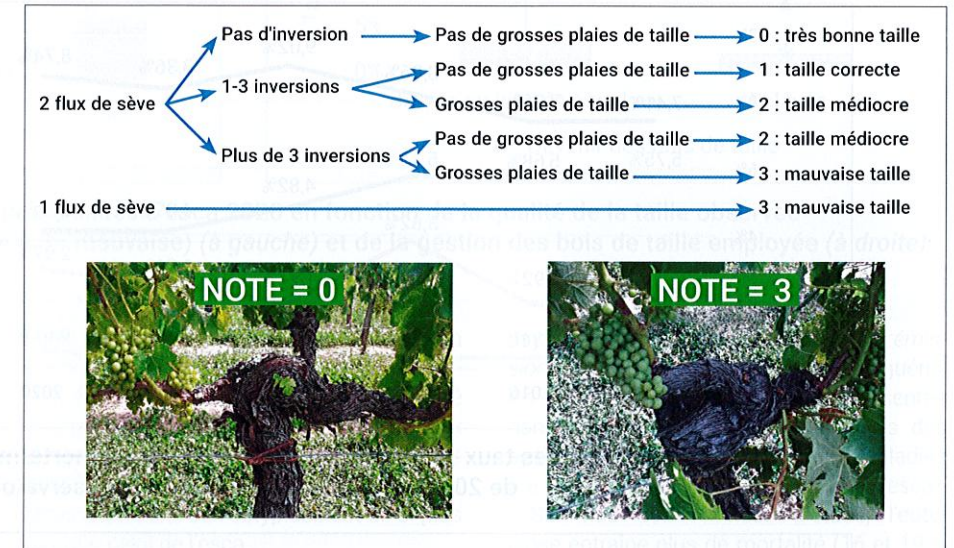 Pas d'inversion Pas de grosses plaies de taille 0 : très bonne taille
Pas de grosses plaies de taille 1 : taille correcte
1-3 inversions
2 flux de sève Grosses plaies de taille 2 : taille médiocre
Pas de grosses plaies de taille 2 : taille médiocre
Plus de 3 inversions
Grosses plaies de taille 3 : mauvaise taille
1 flux de sève 3 : mauvaise taille
NOTE = 0 NOTE = 3